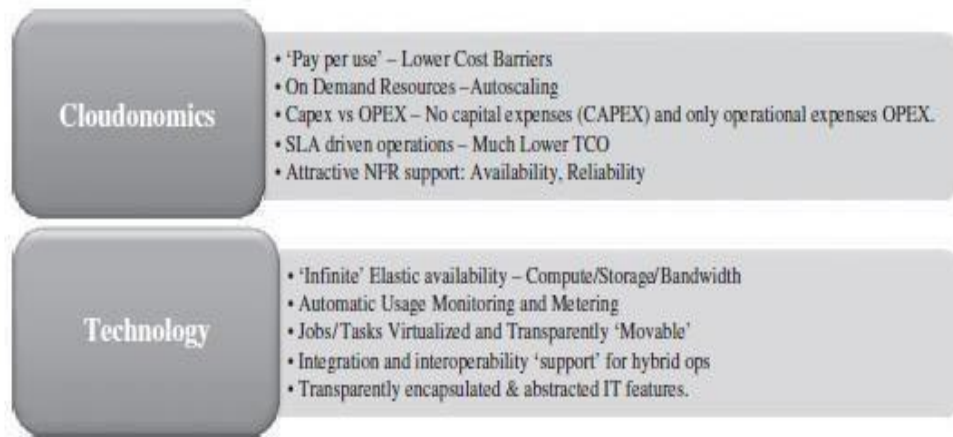 Cloudonomics
• ‘Pay per use’ – Lower Cost Barriers
• On Demand Resources –Autoscaling
• Capex vs OPEX – No capital expenses (CAPEX) and only operational expenses OPEX.
• SLA driven operations – Much Lower TCO
• Attractive NFR support: Availability, Reliability
Technology
• ‘Infinite’ Elastic availability – Compute/Storage/Bandwidth
• Automatic Usage Monitoring and Metering
• Jobs/Tasks Virtualized and Transparently ‘Movable’
• Integration and interoperability ‘support’ for hybrid ops
• Transparently encapsulated & abstracted IT features.